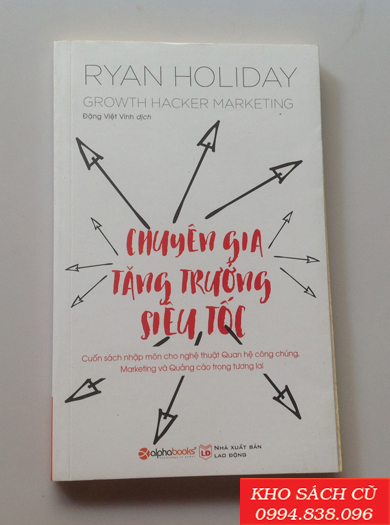 RYAN HOLIDAY
GROWTH HACKER MARKETING
Đặng Việt Vinh dịch
CHUYÊN GIA
TĂNG TRƯỞNG
SIÊU TỐC
Cuốn sách nhập môn cho nghệ thuật Quan hệ công chúng,
Marketing và Quảng cáo trong tương lai
alphabooks
LĐ
NHÀ XUẤT BẢN
LAO ĐỘNG
KHO SÁCH CŨ
0994.838.096